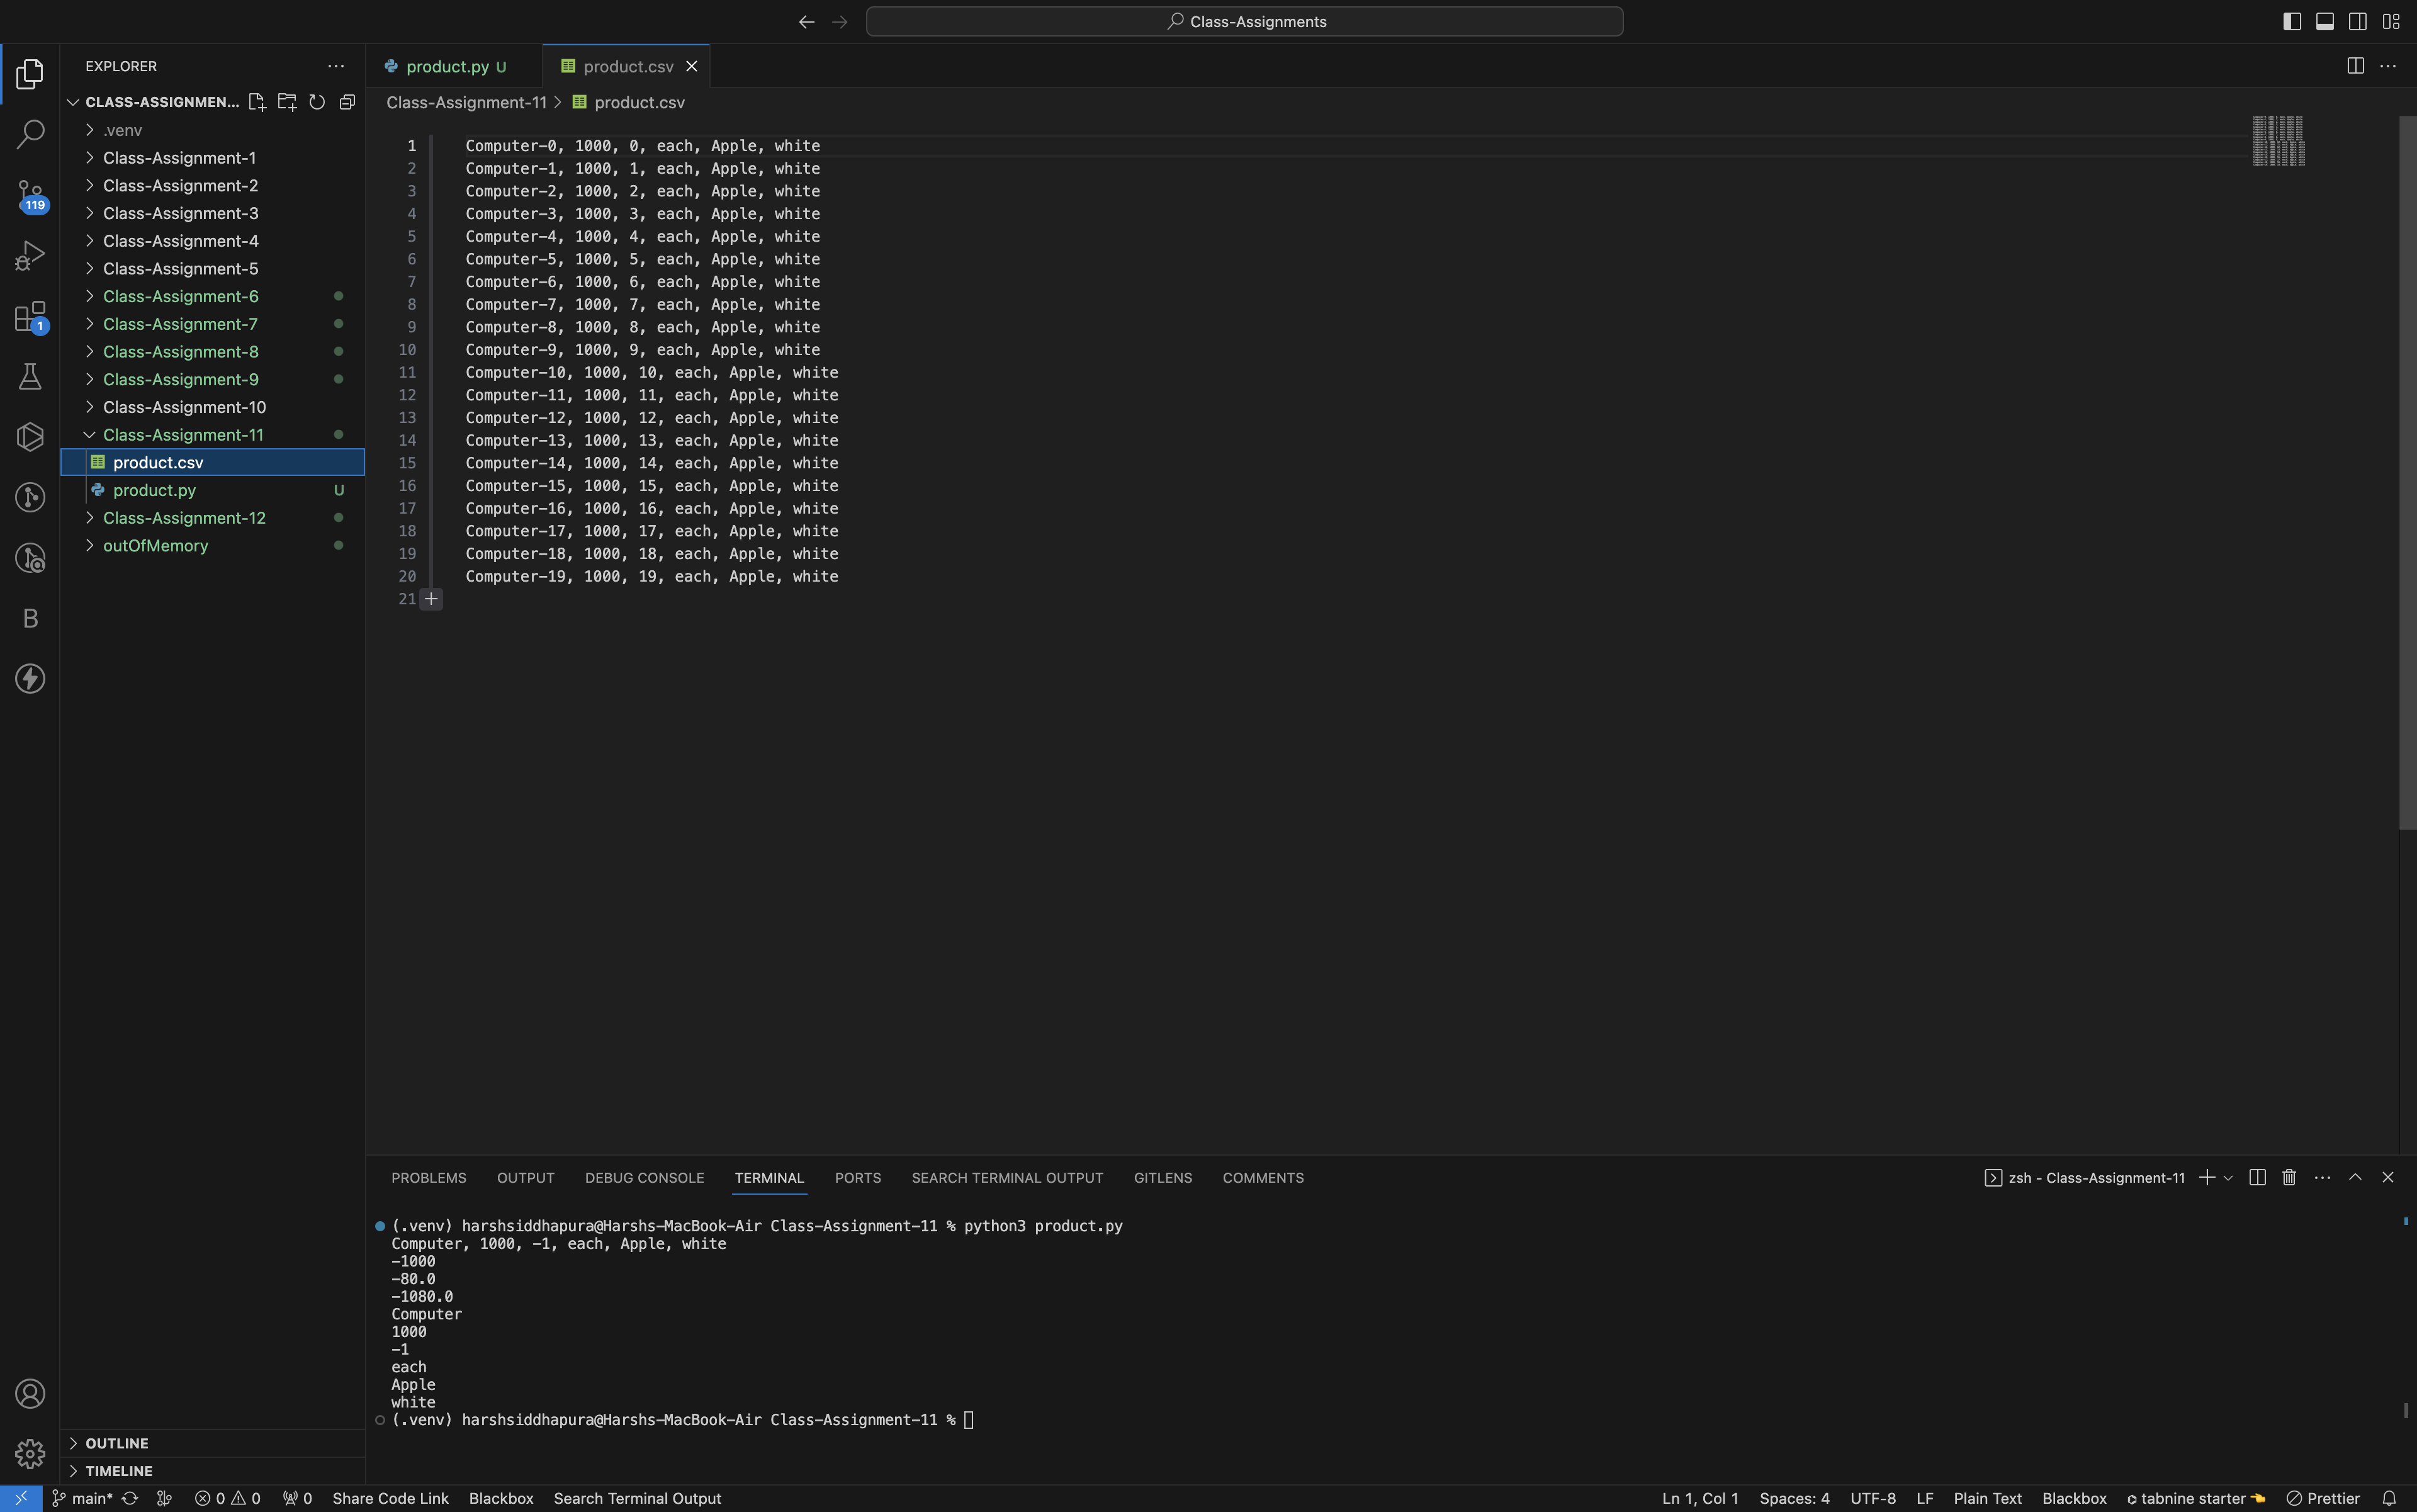 Class-Assignments
EXPLORER
CLASS-ASSIGNMEN...
.venv
Class-Assignment-1
Class-Assignment-2
Class-Assignment-3
Class-Assignment-4
Class-Assignment-5
Class-Assignment-6
Class-Assignment-7
Class-Assignment-8
Class-Assignment-9
Class-Assignment-10
Class-Assignment-11
product.csv
product.py U
Class-Assignment-12
outOfMemory
OUTLINE
TIMELINE
119
1
B
product.py U
product.csv
Class-Assignment-11 > product.csv
1 Computer-0, 1000, 0, each, Apple, white
2 Computer-1, 1000, 1, each, Apple, white
3 Computer-2, 1000, 2, each, Apple, white
4 Computer-3, 1000, 3, each, Apple, white
5 Computer-4, 1000, 4, each, Apple, white
6 Computer-5, 1000, 5, each, Apple, white
7 Computer-6, 1000, 6, each, Apple, white
8 Computer-7, 1000, 7, each, Apple, white
9 Computer-8, 1000, 8, each, Apple, white
10 Computer-9, 1000, 9, each, Apple, white
11 Computer-10, 1000, 10, each, Apple, white
12 Computer-11, 1000, 11, each, Apple, white
13 Computer-12, 1000, 12, each, Apple, white
14 Computer-13, 1000, 13, each, Apple, white
15 Computer-14, 1000, 14, each, Apple, white
16 Computer-15, 1000, 15, each, Apple, white
17 Computer-16, 1000, 16, each, Apple, white
18 Computer-17, 1000, 17, each, Apple, white
19 Computer-18, 1000, 18, each, Apple, white
20 Computer-19, 1000, 19, each, Apple, white
21
PROBLEMS OUTPUT DEBUG CONSOLE TERMINAL PORTS SEARCH TERMINAL OUTPUT GITLENS COMMENTS
zsh - Class-Assignment-11
(.venv) harshsiddhapura@Harshs-MacBook-Air Class-Assignment-11 % python3 product.py
Computer, 1000, -1, each, Apple, white
-1000
-80.0
-1080.0
Computer
1000
-1
each
Apple
white
(.venv) harshsiddhapura@Harshs-MacBook-Air Class-Assignment-11 %
main* 0 0 0 Share Code Link Blackbox Search Terminal Output
Ln 1, Col 1 Spaces: 4 UTF-8 LF Plain Text Blackbox tabnine starter Prettier